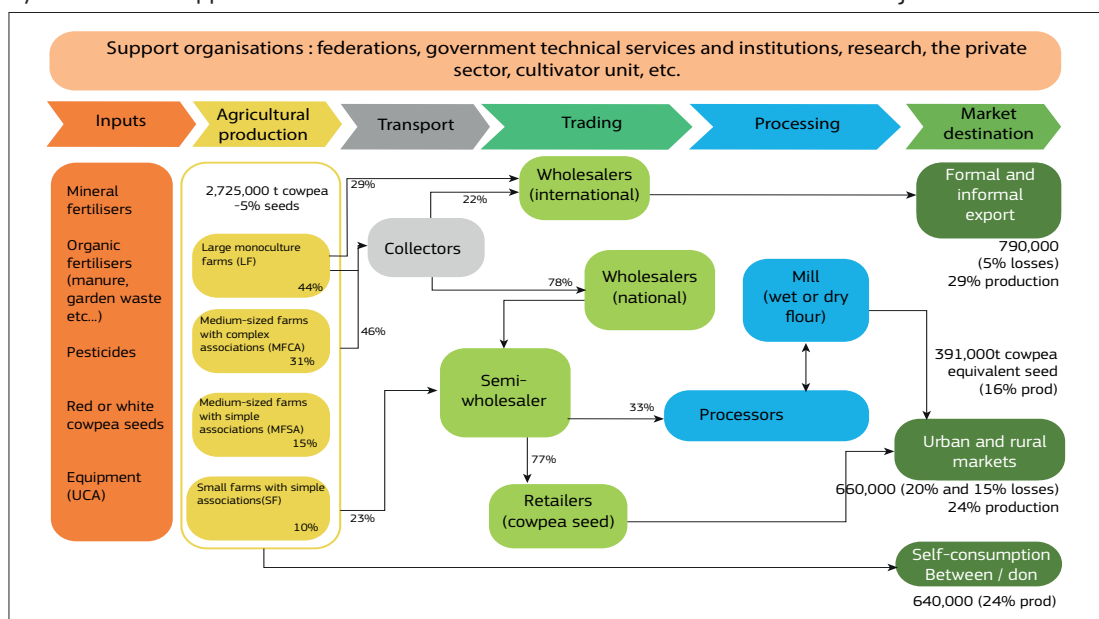 Support organisations : federations, government technical services and institutions, research, the private
sector, cultivator unit, etc.
Inputs
Agricultural
production
Transport
Trading
Processing
Market
destination
Mineral
fertilisers
Organic
fertilisers
(manure,
garden waste
etc...)
Pesticides
Red or white
cowpea seeds
Equipment
(UCA)
2,725,000 t cowpea
-5% seeds
Large monoculture
farms (LF)
44%
Medium-sized farms
with complex
associations (MFCA)
31%
Medium-sized farms
with simple
associations (MFSA)
15%
Small farms with simple
associations(SF)
10%
29%
46%
23%
Collectors
22%
78%
Wholesalers
(international)
Wholesalers
(national)
Semi-
wholesaler
33%
77%
Retailers
(cowpea seed)
Mill
(wet or dry
flour)
Processors
Formal and
informal
export
790,000
(5% losses)
29% production
391,000t cowpea
equivalent seed
(16% prod)
Urban and rural
markets
660,000 (20% and 15% losses)
24% production
Self-consumption
Between / don
640,000 (24% prod)